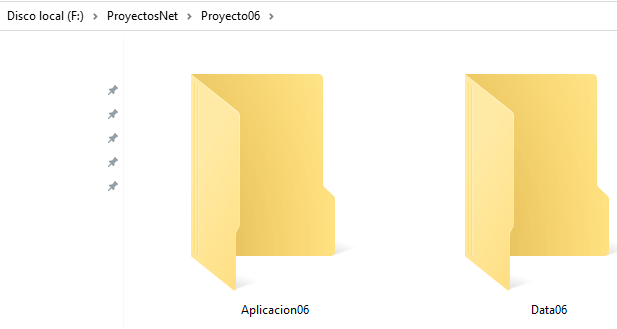 Disco local (F:) > ProyectosNet > Proyecto06 >
Aplicacion06
Data06